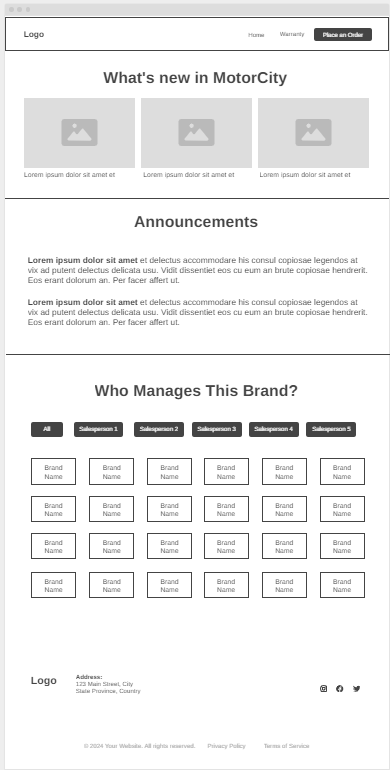 Logo Home Warranty Place an Order
What's new in MotorCity
Lorem ipsum dolor sit amet et Lorem ipsum dolor sit amet et Lorem ipsum dolor sit amet et
Announcements
Lorem ipsum dolor sit amet et delectus accommodare his consul copiosae legendos at
vix ad putent delectus delicata usu. Vidit dissentiet eos cu eum an brute copiosae hendrerit.
Eos erant dolorum an. Per facer affert ut.
Lorem ipsum dolor sit amet et delectus accommodare his consul copiosae legendos at
vix ad putent delectus delicata usu. Vidit dissentiet eos cu eum an brute copiosae hendrerit.
Eos erant dolorum an. Per facer affert ut.
Who Manages This Brand?
All Salesperson 1 Salesperson 2 Salesperson 3 Salesperson 4 Salesperson 5
Brand Brand Brand Brand Brand Brand
Name Name Name Name Name Name
Brand Brand Brand Brand Brand Brand
Name Name Name Name Name Name
Brand Brand Brand Brand Brand Brand
Name Name Name Name Name Name
Brand Brand Brand Brand Brand Brand
Name Name Name Name Name Name
Logo
Address:
123 Main Street, City
State Province, Country
© 2024 Your Website. All rights reserved. Privacy Policy Terms of Service